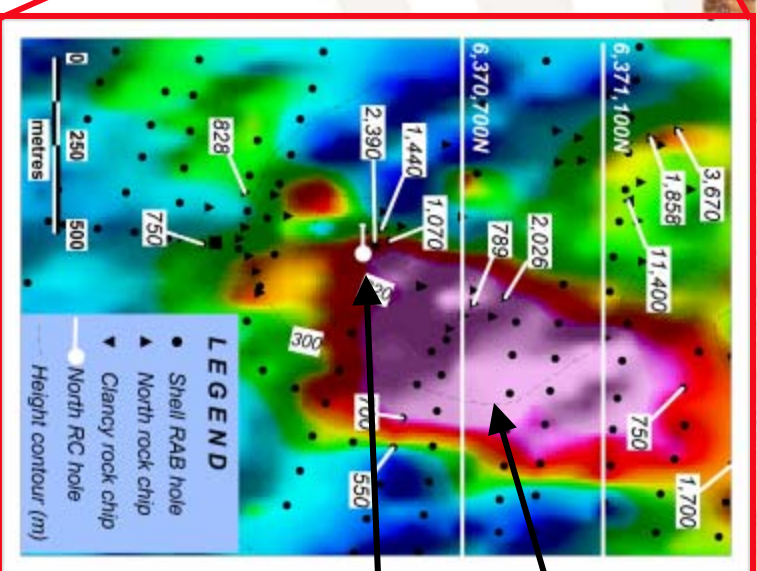 6,370,700N
6,371,100N
0
250
500
metres
828
750
2,390
1,440
1,070
789
2,026
3,670
1,858
11,400
300
700
550
750
1,700
LEGEND
Shell RAB hole
North rock chip
Clancy rock chip
North RC hole
Height contour (m)